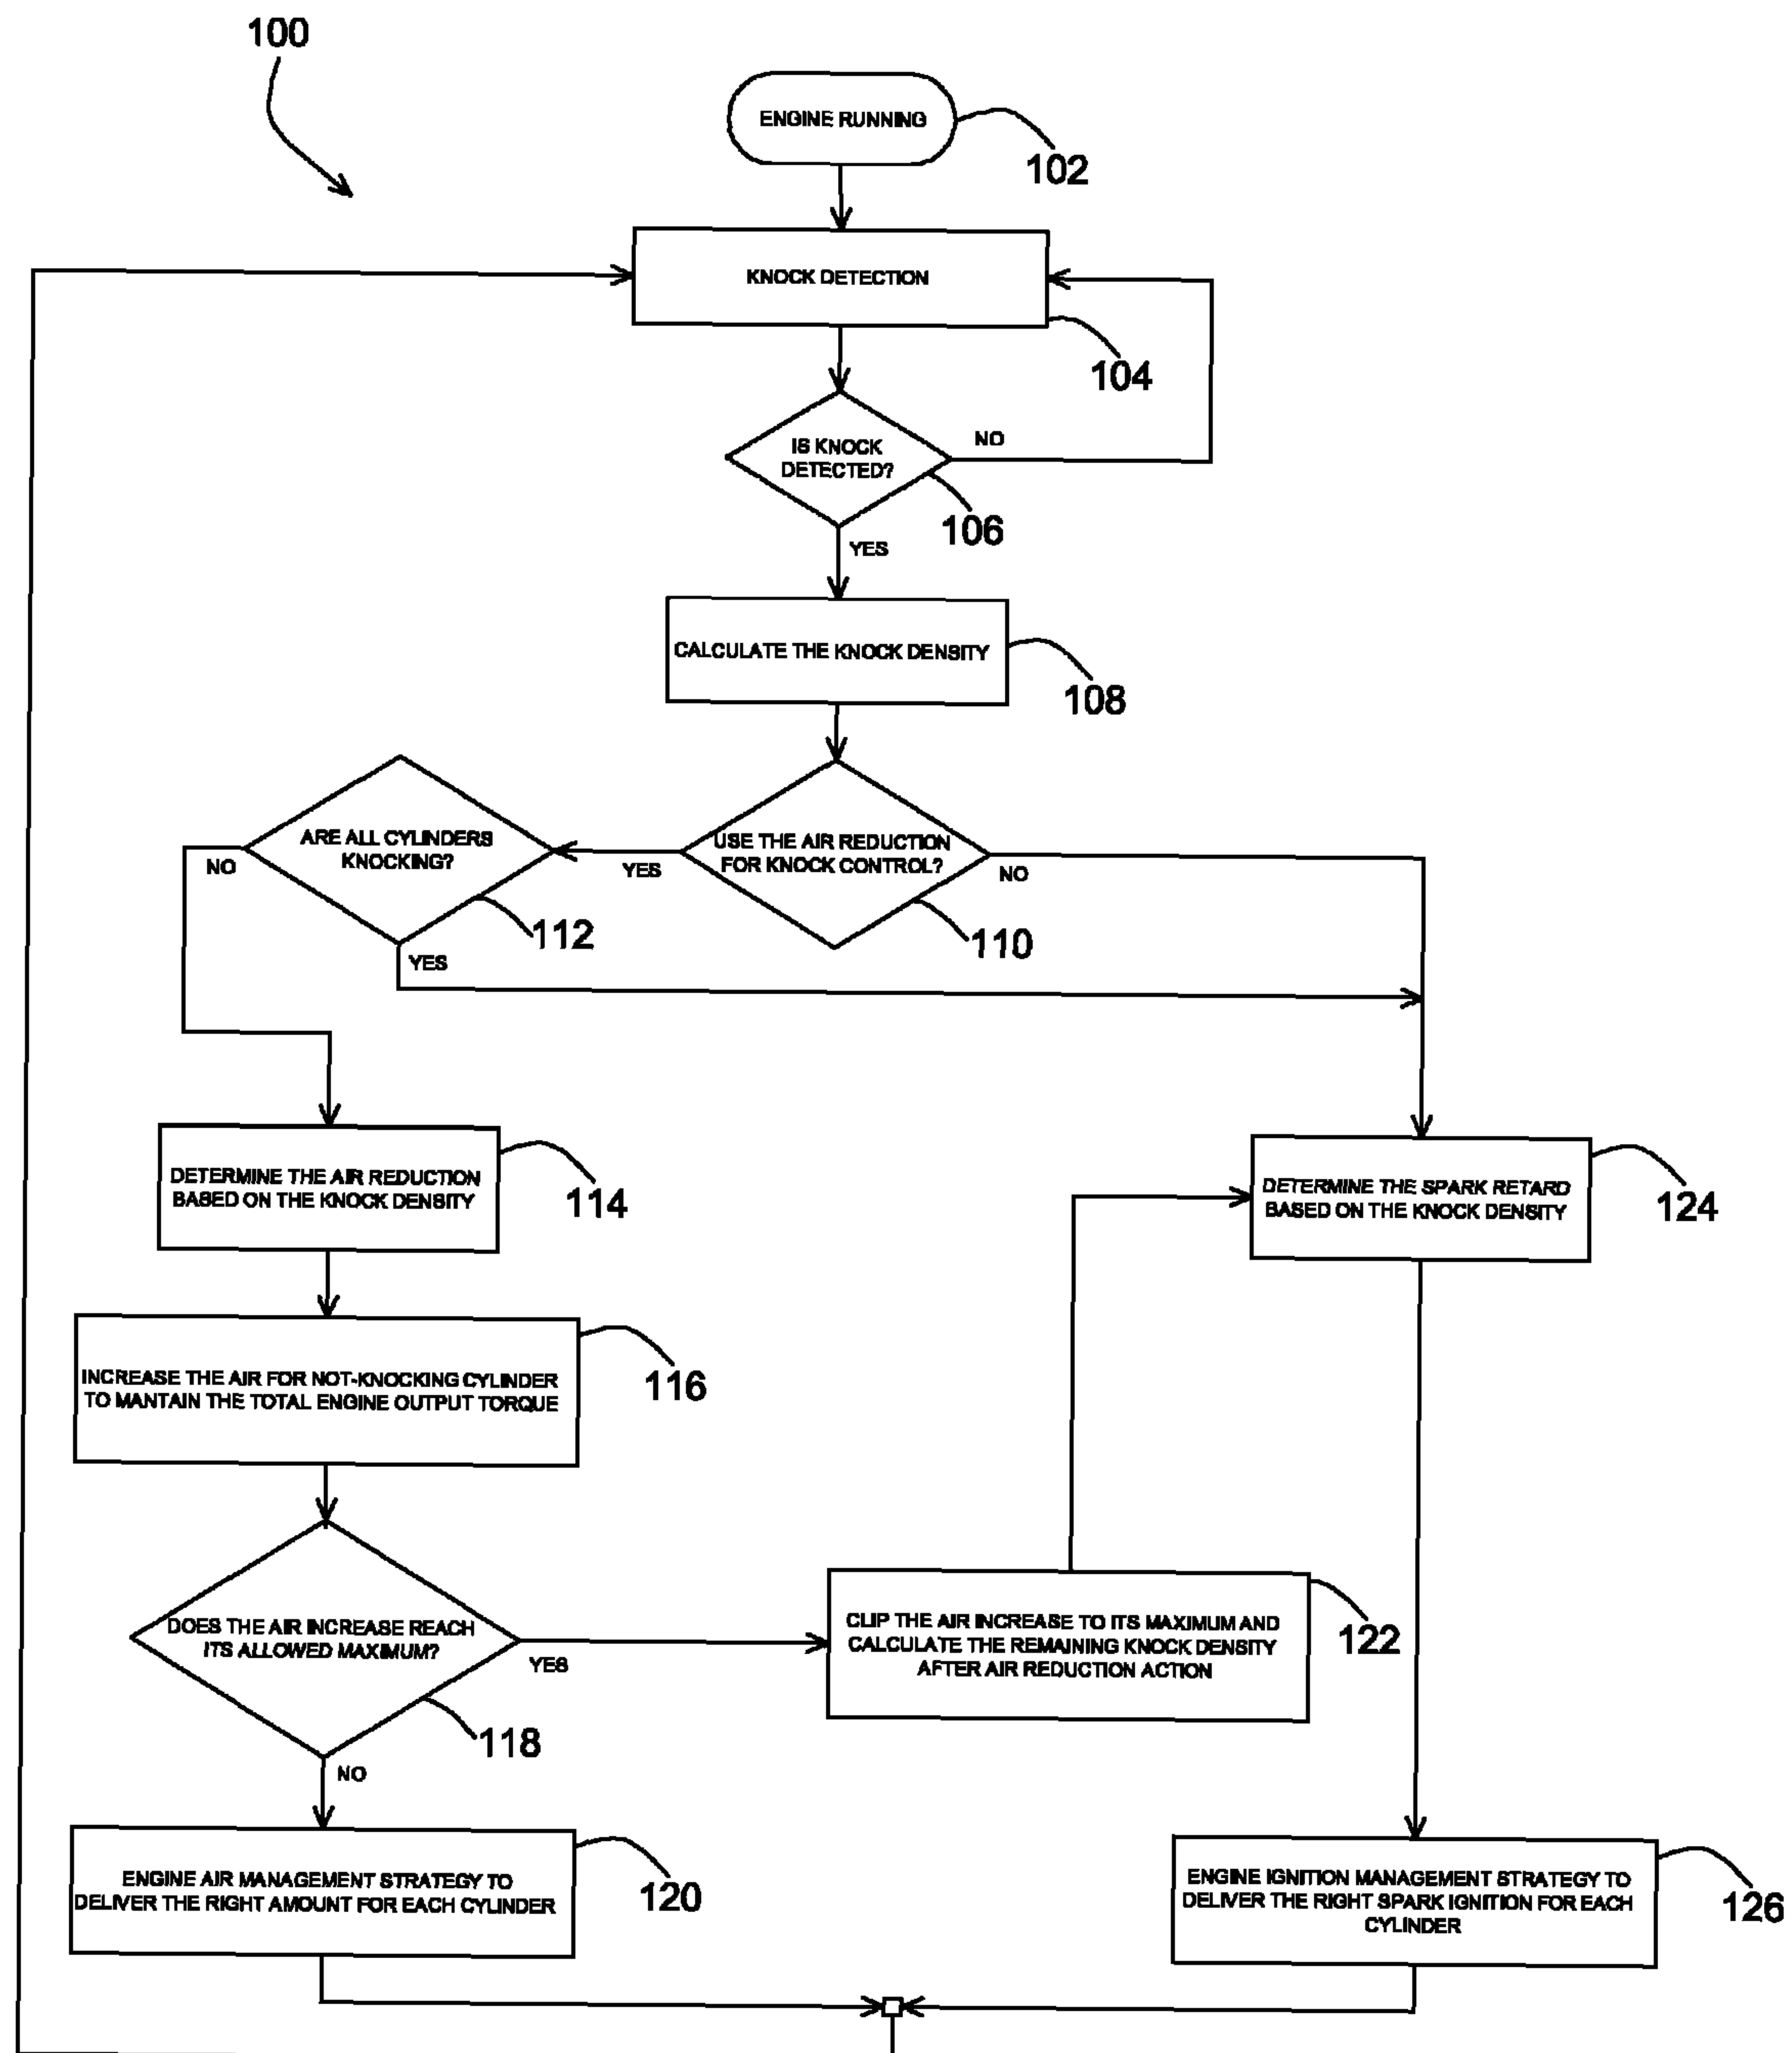 100
ENGINE RUNNING
102
KNOCK DETECTION
104
IS KNOCK
DETECTED?
NO
106
YES
CALCULATE THE KNOCK DENSITY
108
ARE ALL CYLINDERS
KNOCKING?
NO
112
YES
YES
USE THE AIR REDUCTION
FOR KNOCK CONTROL?
NO
110
DETERMINE THE AIR REDUCTION
BASED ON THE KNOCK DENSITY
114
DETERMINE THE SPARK RETARD
BASED ON THE KNOCK DENSITY
124
INCREASE THE AIR FOR NOT-KNOCKING CYLINDER
TO MANTAIN THE TOTAL ENGINE OUTPUT TORQUE
116
DOES THE AIR INCREASE REACH
ITS ALLOWED MAXIMUM?
YES
118
NO
CLIP THE AIR INCREASE TO ITS MAXIMUM AND
CALCULATE THE REMAINING KNOCK DENSITY
AFTER AIR REDUCTION ACTION
122
ENGINE AIR MANAGEMENT STRATEGY TO
DELIVER THE RIGHT AMOUNT FOR EACH CYLINDER
120
ENGINE IGNITION MANAGEMENT STRATEGY TO
DELIVER THE RIGHT SPARK IGNITION FOR EACH
CYLINDER
126